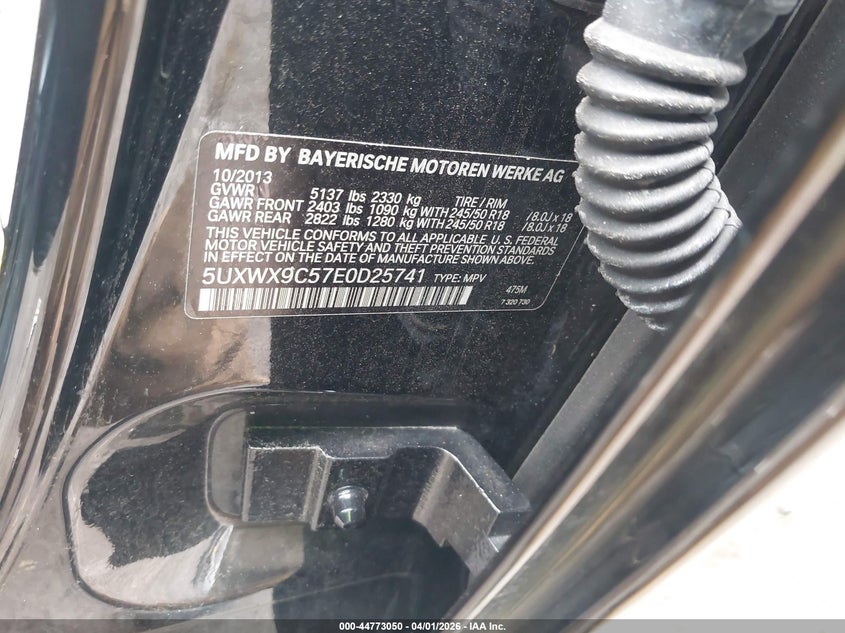 MFD BY BAYERISCHE MOTOREN WERKE AG
10/2013
GVWR 5137 lbs 2330 kg TIRE / RIM
GAWR FRONT 2403 lbs 1090 kg WITH 245/50 R18 /8.0J x 18
GAWR REAR 2822 lbs 1280 kg WITH 245/50 R18 /8.0J x 18
THIS VEHICLE CONFORMS TO ALL APPLICABLE U.S. FEDERAL
MOTOR VEHICLE SAFETY AND THEFT PREVENTION STANDARDS
IN EFFECT ON THE DATE OF MANUFACTURE SHOWN ABOVE.
5UXWX9C57E0D25741 TYPE: MPV
475M
7 320 730
000-44773050 - 04/01/2026 - IAA Inc.